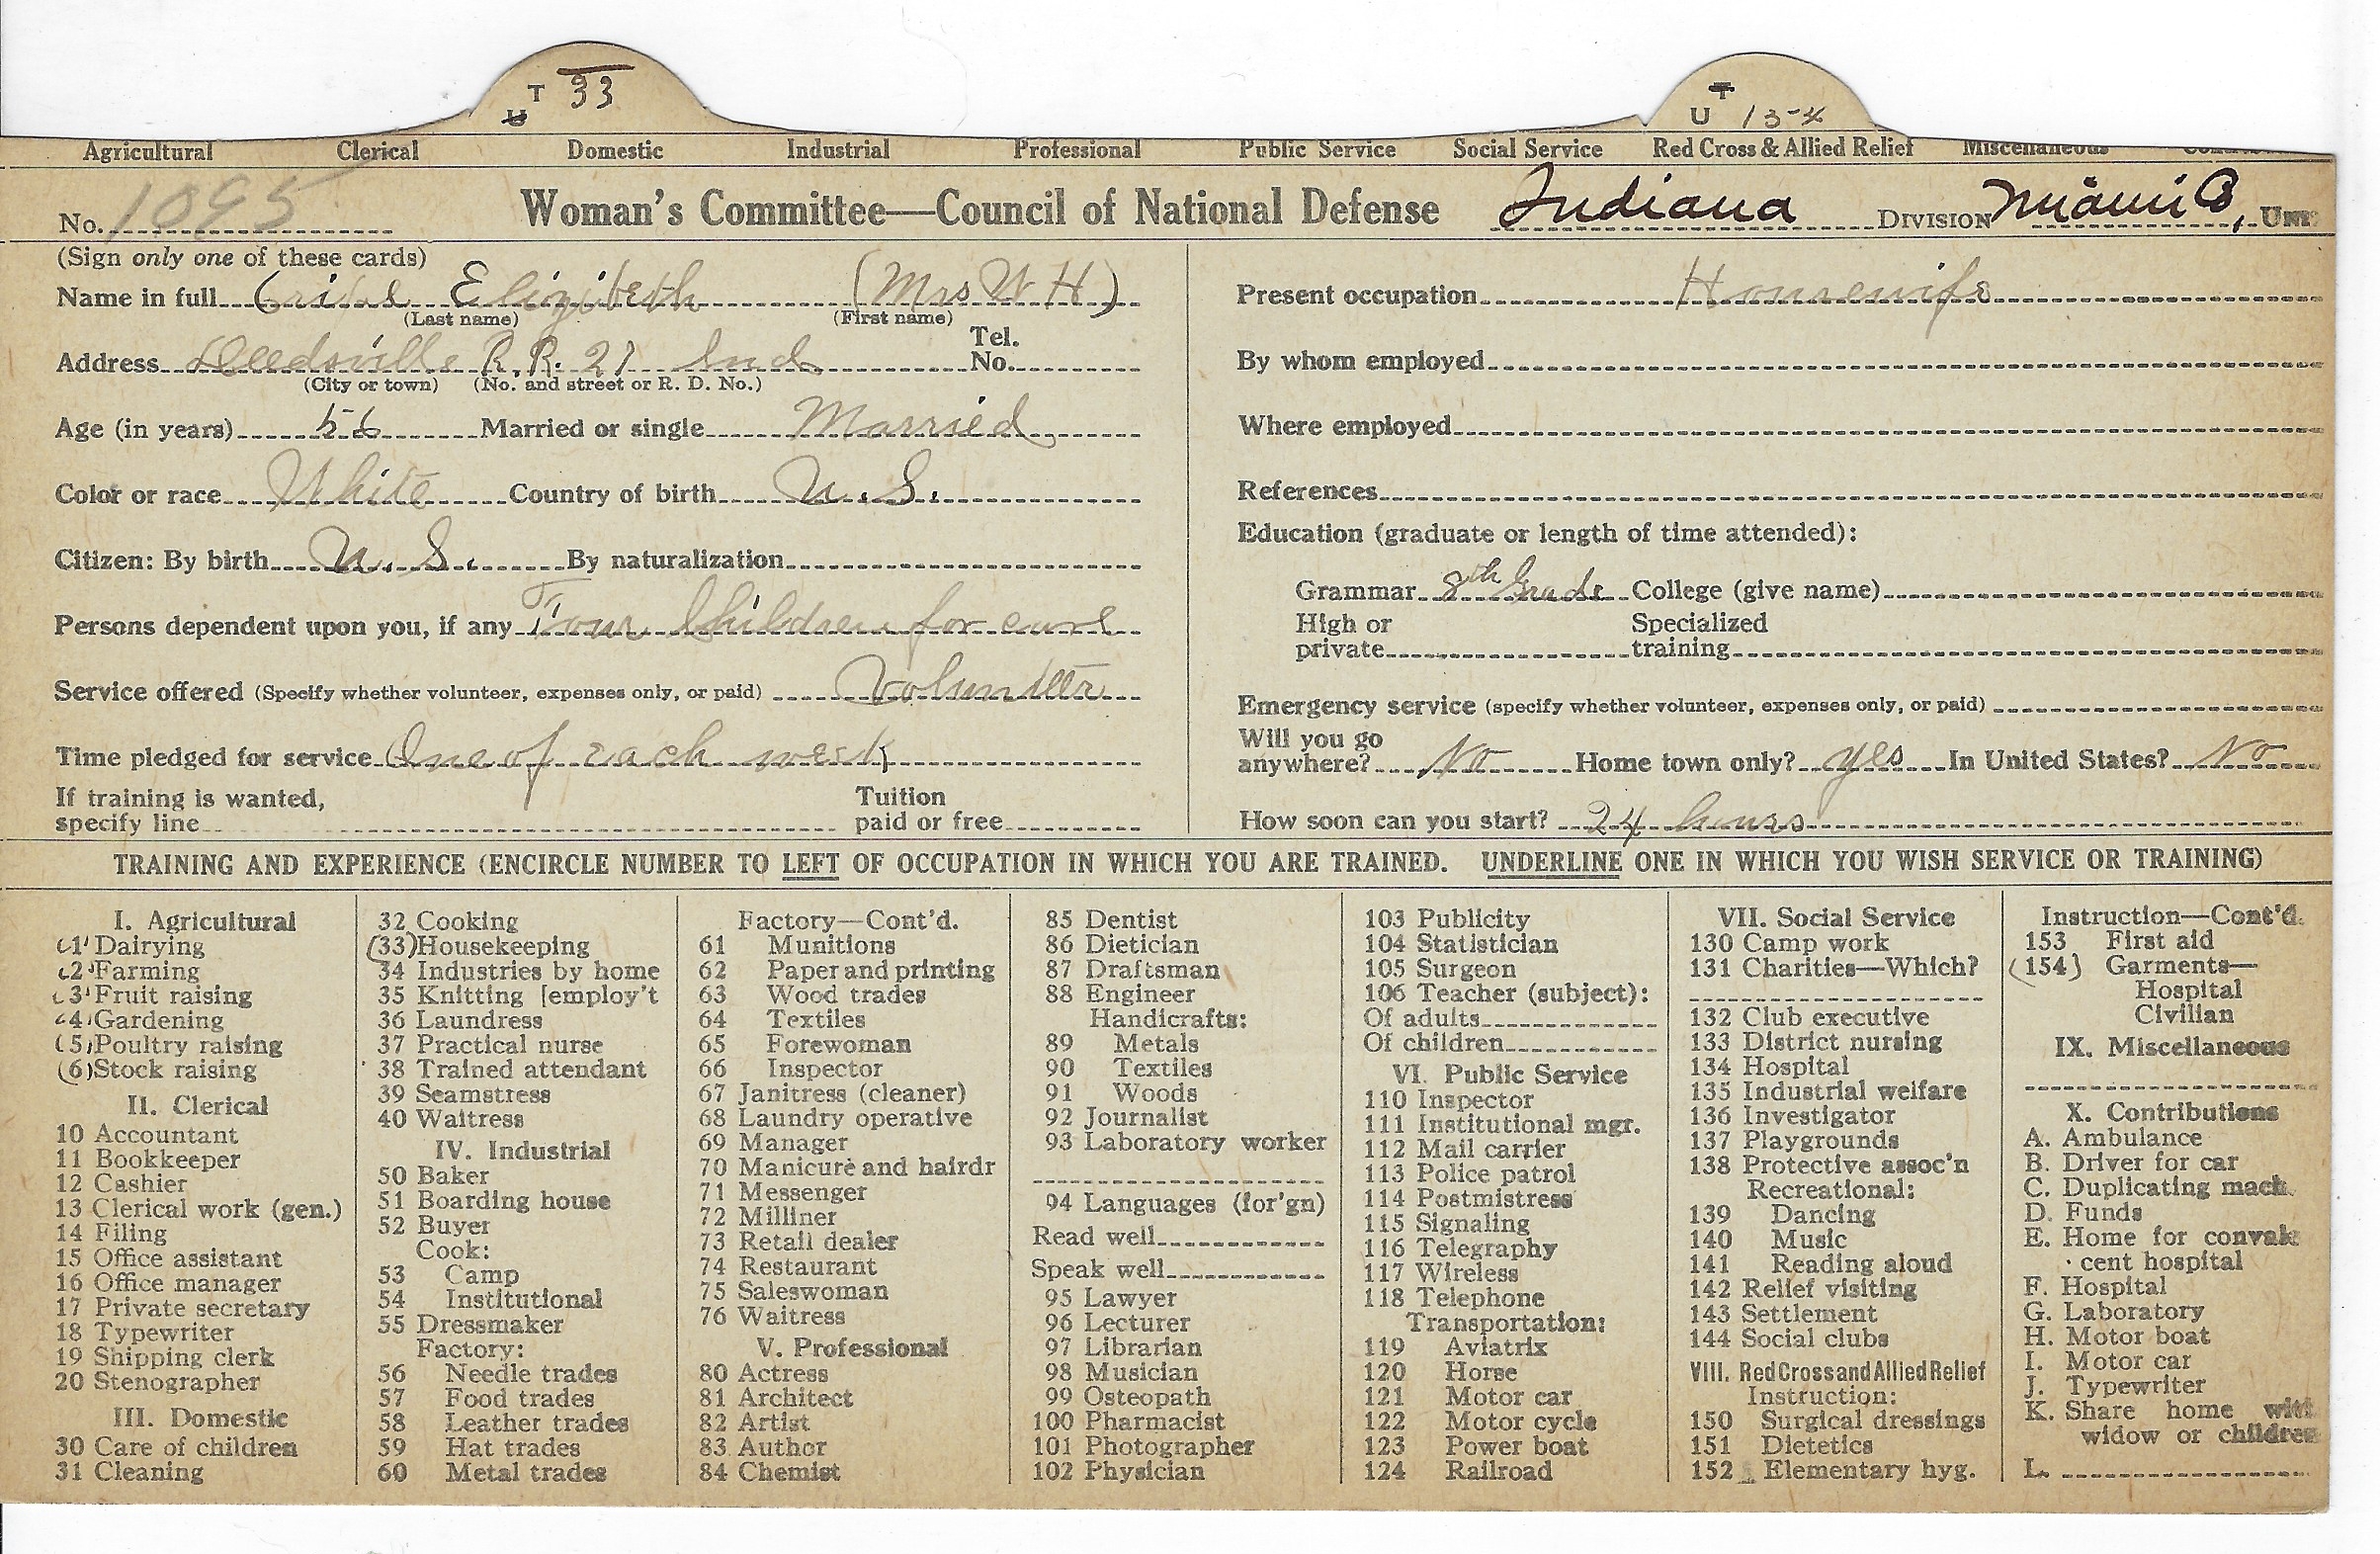 T 33
U
T
U 154
Agricultural Clerical Domestic Industrial Professional Public Service Social Service Red Cross & Allied Relief Miscellaneous
No. 1095 Woman's Committee—Council of National Defense Indiana DIVISION Miami Co. UNIT
(Sign only one of these cards)
Name in full Elizibeth (Mrs W H)
(Last name) (First name)
Address Deedsville R.R. 21 Ind Tel. No.
(City or town) (No. and street or R. D. No.)
Age (in years) 56 Married or single Married
Color or race White Country of birth U.S.
Citizen: By birth U.S. By naturalization
Persons dependent upon you, if any Four Children for care
Service offered (Specify whether volunteer, expenses only, or paid) Volunteer
Time pledged for service One of each week
If training is wanted, specify line Tuition paid or free
Present occupation Housewife
By whom employed
Where employed
References
Education (graduate or length of time attended):
Grammar 8th Grade College (give name)
High or private Specialized training
Emergency service (specify whether volunteer, expenses only, or paid)
Will you go anywhere? No Home town only? yes In United States? No
How soon can you start? 24 hours
TRAINING AND EXPERIENCE (ENCIRCLE NUMBER TO LEFT OF OCCUPATION IN WHICH YOU ARE TRAINED. UNDERLINE ONE IN WHICH YOU WISH SERVICE OR TRAINING)
I. Agricultural
(1) Dairying
(2) Farming
(3) Fruit raising
(4) Gardening
(5) Poultry raising
(6) Stock raising
II. Clerical
10 Accountant
11 Bookkeeper
12 Cashier
13 Clerical work (gen.)
14 Filing
15 Office assistant
16 Office manager
17 Private secretary
18 Typewriter
19 Shipping clerk
20 Stenographer
III. Domestic
30 Care of children
31 Cleaning
32 Cooking
(33) Housekeeping
34 Industries by home
35 Knitting [employ't
36 Laundress
37 Practical nurse
38 Trained attendant
39 Seamstress
40 Waitress
IV. Industrial
50 Baker
51 Boarding house
52 Buyer
Cook:
53 Camp
54 Institutional
55 Dressmaker
Factory:
56 Needle trades
57 Food trades
58 Leather trades
59 Hat trades
60 Metal trades
Factory—Cont'd.
61 Munitions
62 Paper and printing
63 Wood trades
64 Textiles
65 Forewoman
66 Inspector
67 Janitress (cleaner)
68 Laundry operative
69 Manager
70 Manicure and hairdr
71 Messenger
72 Milliner
73 Retail dealer
74 Restaurant
75 Saleswoman
76 Waitress
V. Professional
80 Actress
81 Architect
82 Artist
83 Author
84 Chemist
85 Dentist
86 Dietician
87 Draftsman
88 Engineer
Handicrafts:
89 Metals
90 Textiles
91 Woods
92 Journalist
93 Laboratory worker
94 Languages (for'gn)
Read well
Speak well
95 Lawyer
96 Lecturer
97 Librarian
98 Musician
99 Osteopath
100 Pharmacist
101 Photographer
102 Physician
103 Publicity
104 Statistician
105 Surgeon
106 Teacher (subject):
Of adults
Of children
VI. Public Service
110 Inspector
111 Institutional mgr.
112 Mail carrier
113 Police patrol
114 Postmistress
115 Signaling
116 Telegraphy
117 Wireless
118 Telephone
Transportation:
119 Aviatrix
120 Horse
121 Motor car
122 Motor cycle
123 Power boat
124 Railroad
VII. Social Service
130 Camp work
131 Charities—Which?
132 Club executive
133 District nursing
134 Hospital
135 Industrial welfare
136 Investigator
137 Playgrounds
138 Protective assoc'n
Recreational:
139 Dancing
140 Music
141 Reading aloud
142 Relief visiting
143 Settlement
144 Social clubs
VIII. Red Cross and Allied Relief
Instruction:
150 Surgical dressings
151 Dietetics
152 Elementary hyg.
Instruction—Cont'd.
153 First aid
(154) Garments—
Hospital
Civilian
IX. Miscellaneous
X. Contributions
A. Ambulance
B. Driver for car
C. Duplicating mach.
D. Funds
E. Home for convales
cent hospital
F. Hospital
G. Laboratory
H. Motor boat
I. Motor car
J. Typewriter
K. Share home with
widow or children
L.